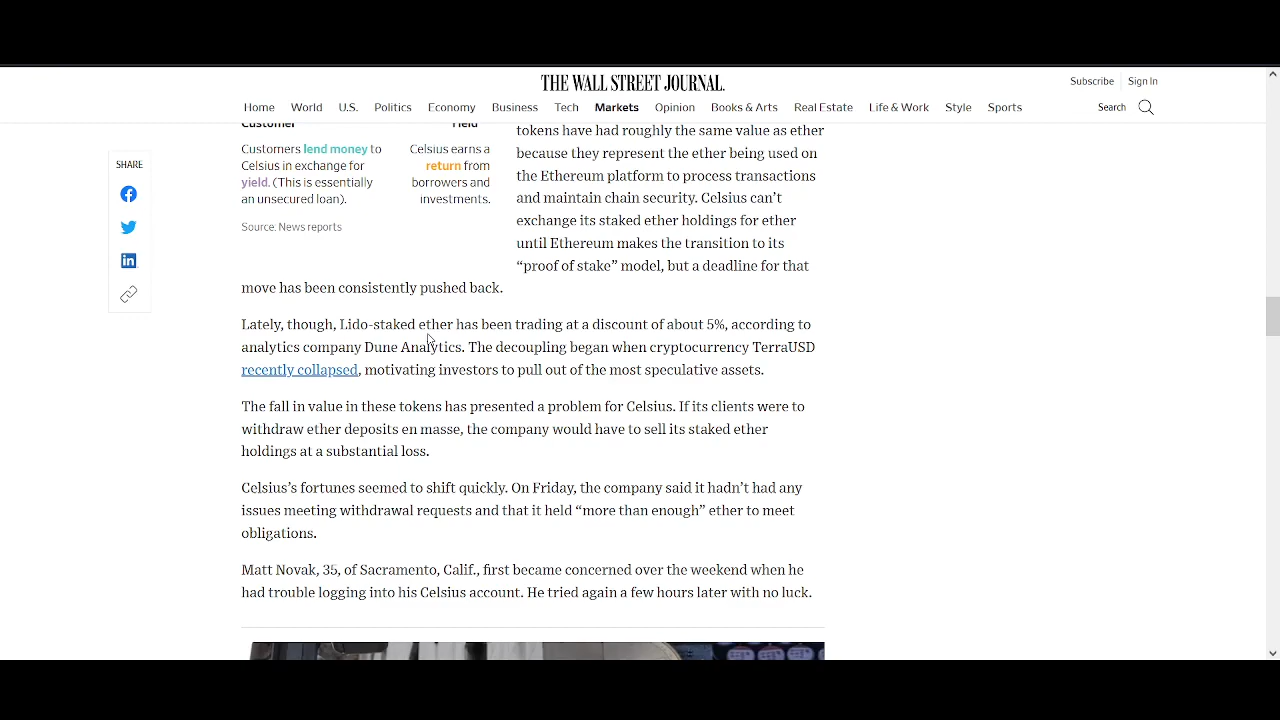 THE WALL STREET JOURNAL.
Subscribe Sign In
Home World U.S. Politics Economy Business Tech Markets Opinion Books & Arts Real Estate Life & Work Style Sports Search
SHARE
Customer Yield
Customers lend money to
Celsius in exchange for
yield. (This is essentially
an unsecured loan).
Celsius earns a
return from
borrowers and
investments.
Source: News reports
tokens have had roughly the same value as ether
because they represent the ether being used on
the Ethereum platform to process transactions
and maintain chain security. Celsius can’t
exchange its staked ether holdings for ether
until Ethereum makes the transition to its
“proof of stake” model, but a deadline for that
move has been consistently pushed back.
Lately, though, Lido-staked ether has been trading at a discount of about 5%, according to
analytics company Dune Analytics. The decoupling began when cryptocurrency TerraUSD
recently collapsed, motivating investors to pull out of the most speculative assets.
The fall in value in these tokens has presented a problem for Celsius. If its clients were to
withdraw ether deposits en masse, the company would have to sell its staked ether
holdings at a substantial loss.
Celsius’s fortunes seemed to shift quickly. On Friday, the company said it hadn’t had any
issues meeting withdrawal requests and that it held “more than enough” ether to meet
obligations.
Matt Novak, 35, of Sacramento, Calif., first became concerned over the weekend when he
had trouble logging into his Celsius account. He tried again a few hours later with no luck.